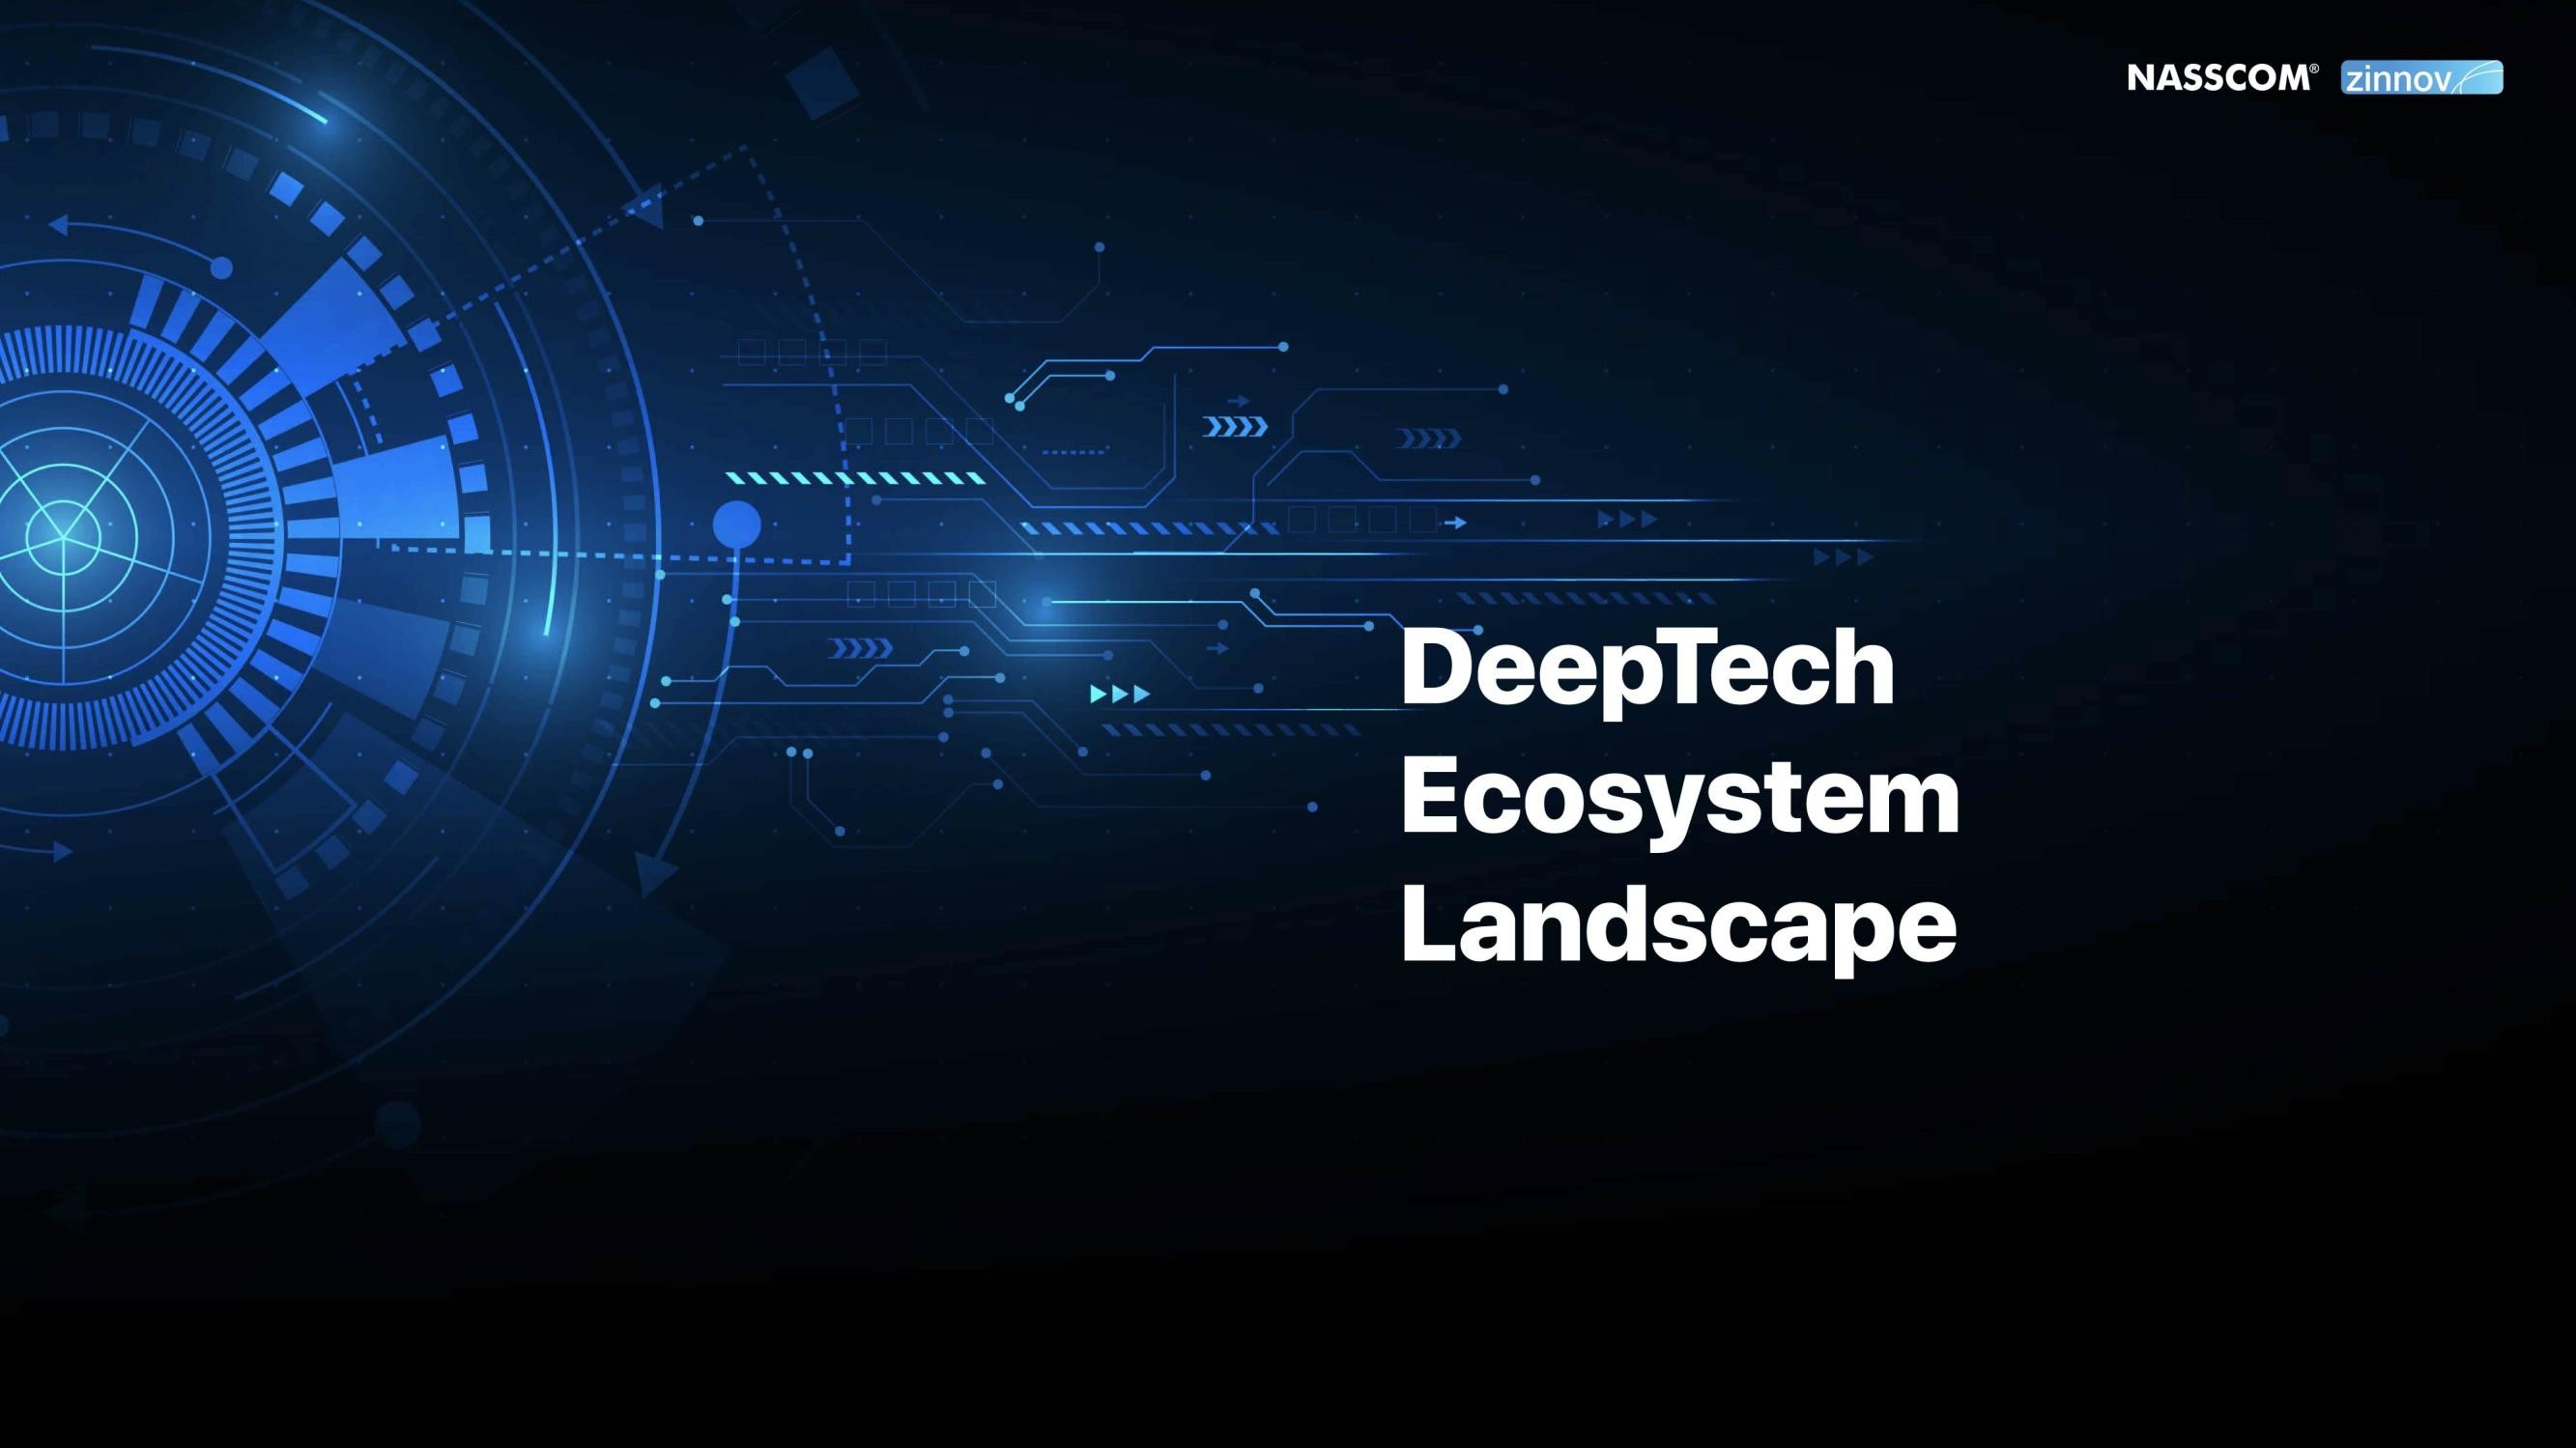 NASSCOM® zinnov
DeepTech
Ecosystem
Landscape